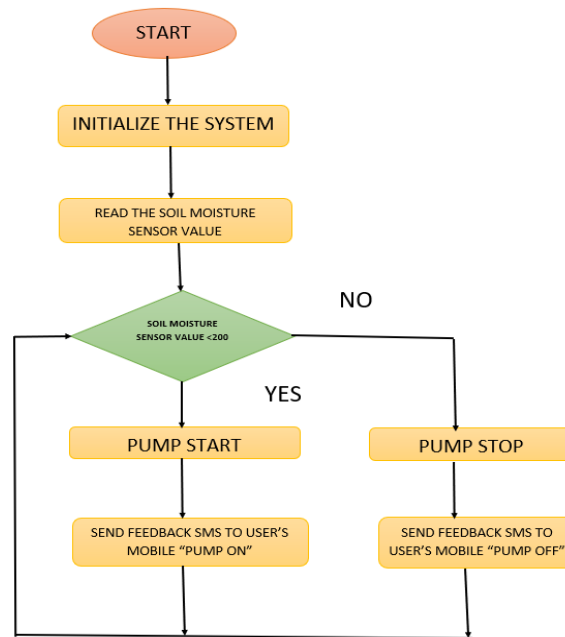 START
INITIALIZE THE SYSTEM
READ THE SOIL MOISTURE
SENSOR VALUE
SOIL MOISTURE
SENSOR VALUE <200
NO
YES
PUMP START
PUMP STOP
SEND FEEDBACK SMS TO USER’S
MOBILE “PUMP ON”
SEND FEEDBACK SMS TO
USER’S MOBILE “PUMP OFF”